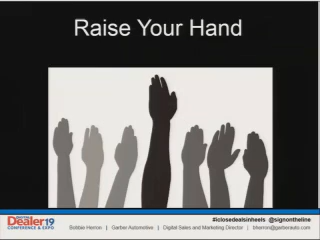 Raise Your Hand
#iclosedealsinheels @signontheline
Dealer19
CONFERENCE & EXPO
Bobbie Herron | Garber Automotive | Digital Sales and Marketing Director | bherron@garberauto.com